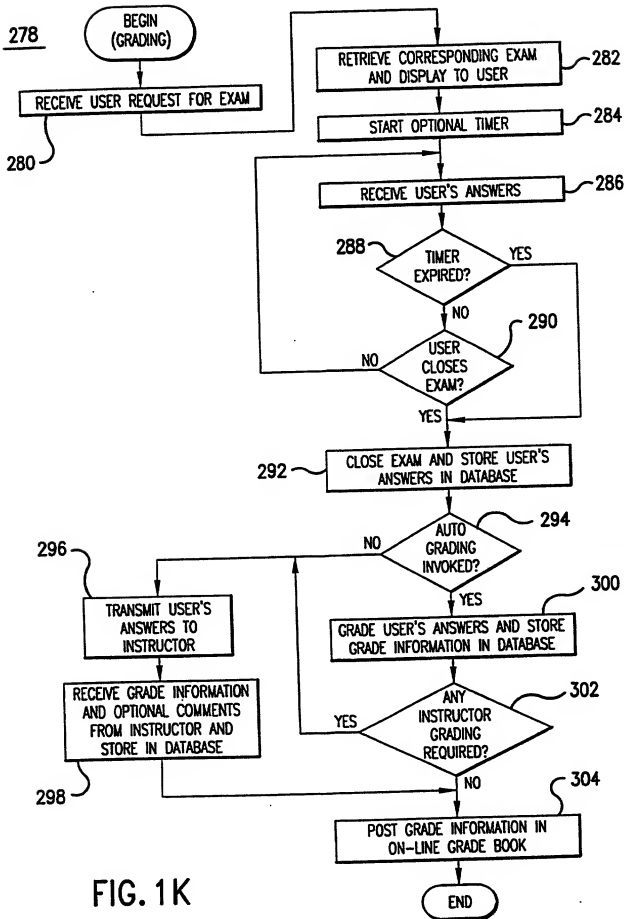 278
BEGIN
(GRADING)
RECEIVE USER REQUEST FOR EXAM
280
RETRIEVE CORRESPONDING EXAM
AND DISPLAY TO USER
282
START OPTIONAL TIMER
284
RECEIVE USER'S ANSWERS
286
288
TIMER
EXPIRED?
YES
NO
290
USER
CLOSES
EXAM?
NO
YES
292
CLOSE EXAM AND STORE USER'S
ANSWERS IN DATABASE
294
AUTO
GRADING
INVOKED?
NO
YES
296
TRANSMIT USER'S
ANSWERS TO
INSTRUCTOR
300
GRADE USER'S ANSWERS AND STORE
GRADE INFORMATION IN DATABASE
RECEIVE GRADE INFORMATION
AND OPTIONAL COMMENTS
FROM INSTRUCTOR AND
STORE IN DATABASE
298
302
ANY
INSTRUCTOR
GRADING
REQUIRED?
YES
NO
304
POST GRADE INFORMATION IN
ON-LINE GRADE BOOK
END
FIG. 1K